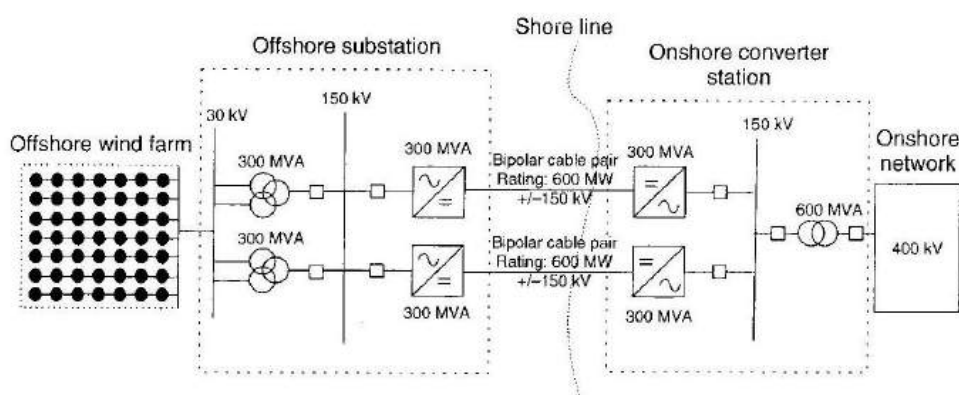 Offshore substation
Shore line
Onshore converter
station
30 kV
150 kV
150 kV
Offshore wind farm
300 MVA
300 MVA
Bipolar cable pair
Rating: 600 MW
+/–150 kV
300 MVA
Onshore
network
600 MVA
300 MVA
Bipolar cable pair
Rating: 600 MW
+/–150 kV
400 kV
300 MVA
300 MVA